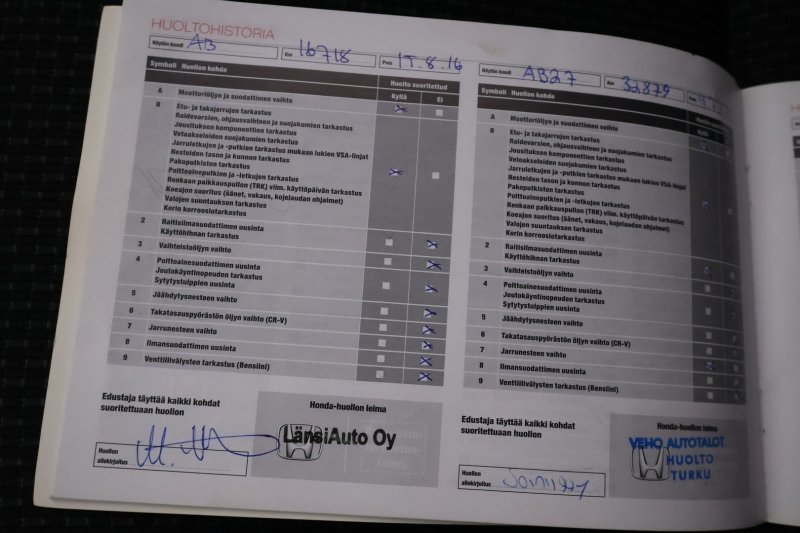 HUOLTOHISTORIA
Näytön koodi AB Km 16718 Pvm 17.8.16
Symboli Huollon kohde Huolto suoritettud
Kyllä Ei
A Moottoriöljyn ja suodattimen vaihto
B Etu- ja takajarrujen tarkastus
Raidevarsien, ohjausvaihteen ja suojakumien tarkastus
Jousituksen komponenttien tarkastus
Vetoakseleiden suojakumien tarkastus
Jarruletkujen ja -putkien tarkastus mukaan lukien VSA-linjat
Nesteiden tason ja kunnon tarkastus
Pakoputkiston tarkastus
Polttoaineputkien ja -letkujen tarkastus
Renkaan paikkauspullon (TRK) viim. käyttöpäivän tarkastus
Koeajon suoritus (äänet, vakaus, kojelaudan ohjaimet)
Valojen suuntauksen tarkastus
Korin korroosiotarkastus
2 Raitisilmasuodattimen uusinta
Käyttöhihnan tarkastus
3 Vaihteistoöljyn vaihto
4 Polttoainesuodattimen uusinta
Joutokäyntinopeuden tarkastus
Sytytystulppien uusinta
5 Jäähdytysnesteen vaihto
6 Takatasauspyörästön öljyn vaihto (CR-V)
7 Jarrunesteen vaihto
8 Ilmansuodattimen uusinta
9 Venttiilivälysten tarkastus (Bensiini)
Edustaja täyttää kaikki kohdat
suoritettuaan huollon
Honda-huollon leima
LänsiAuto Oy
Huollon
allekirjoitus
Näytön koodi AB27 Km 32879 Pvm
Symboli Huollon kohde
Kyllä
A Moottoriöljyn ja suodattimen vaihto
B Etu- ja takajarrujen tarkastus
Raidevarsien, ohjausvaihteen ja suojakumien tarkastus
Jousituksen komponenttien tarkastus
Vetoakseleiden suojakumien tarkastus
Jarruletkujen ja -putkien tarkastus mukaan lukien VSA-linjat
Nesteiden tason ja kunnon tarkastus
Pakoputkiston tarkastus
Polttoaineputkien ja -letkujen tarkastus
Renkaan paikkauspullon (TRK) viim. käyttöpäivän tarkastus
Koeajon suoritus (äänet, vakaus, kojelaudan ohjaimet)
Valojen suuntauksen tarkastus
Korin korroosiotarkastus
2 Raitisilmasuodattimen uusinta
Käyttöhihnan tarkastus
3 Vaihteistoöljyn vaihto
4 Polttoainesuodattimen uusinta
Joutokäyntinopeuden tarkastus
Sytytystulppien uusinta
5 Jäähdytysnesteen vaihto
6 Takatasauspyörästön öljyn vaihto (CR-V)
7 Jarrunesteen vaihto
8 Ilmansuodattimen uusinta
9 Venttiilivälysten tarkastus (Bensiini)
Edustaja täyttää kaikki kohdat
suoritettuaan huollon
Honda-huollon leima
VEHO AUTOTALOT
HUOLTO
TURKU
Huollon
allekirjoitus